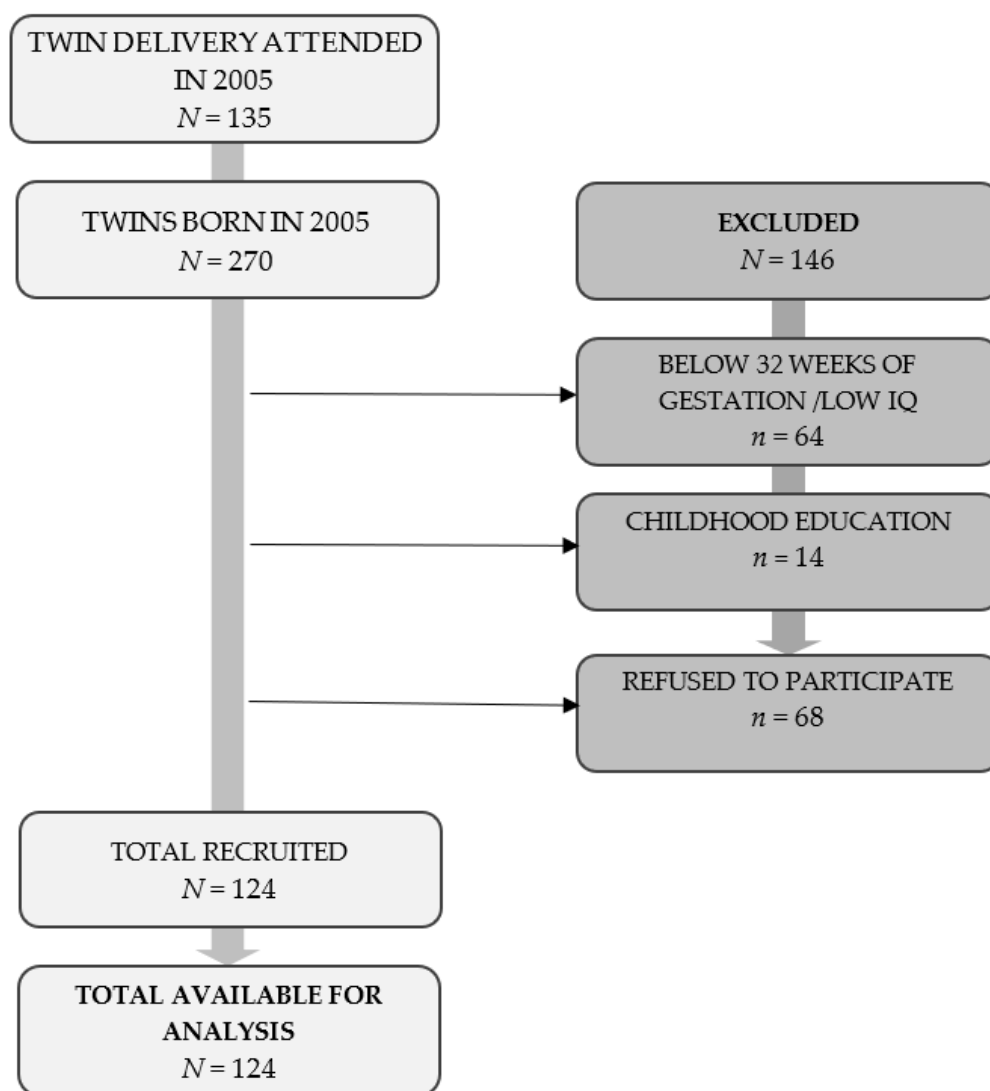 TWIN DELIVERY ATTENDED
IN 2005
N = 135
TWINS BORN IN 2005
N = 270
EXCLUDED
N = 146
BELOW 32 WEEKS OF
GESTATION /LOW IQ
n = 64
CHILDHOOD EDUCATION
n = 14
REFUSED TO PARTICIPATE
n = 68
TOTAL RECRUITED
N = 124
TOTAL AVAILABLE FOR
ANALYSIS
N = 124